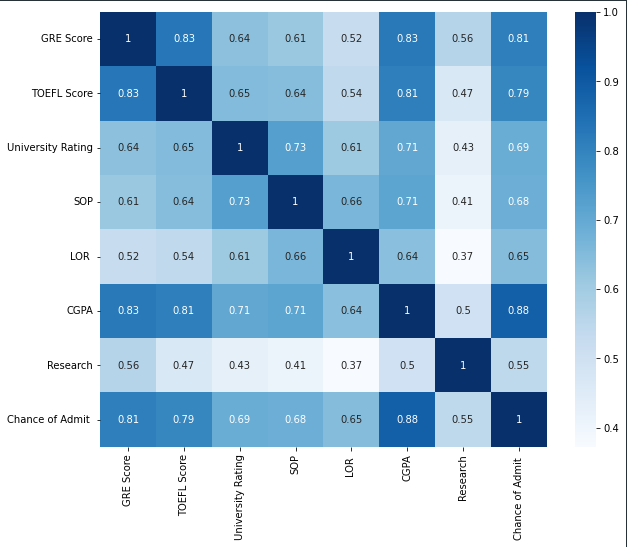 GRE Score 1 0.83 0.64 0.61 0.52 0.83 0.56 0.81
TOEFL Score 0.83 1 0.65 0.64 0.54 0.81 0.47 0.79
University Rating 0.64 0.65 1 0.73 0.61 0.71 0.43 0.69
SOP 0.61 0.64 0.73 1 0.66 0.71 0.41 0.68
LOR 0.52 0.54 0.61 0.66 1 0.64 0.37 0.65
CGPA 0.83 0.81 0.71 0.71 0.64 1 0.5 0.88
Research 0.56 0.47 0.43 0.41 0.37 0.5 1 0.55
Chance of Admit 0.81 0.79 0.69 0.68 0.65 0.88 0.55 1
GRE Score
TOEFL Score
University Rating
SOP
LOR
CGPA
Research
Chance of Admit
1.0
0.9
0.8
0.7
0.6
0.5
0.4